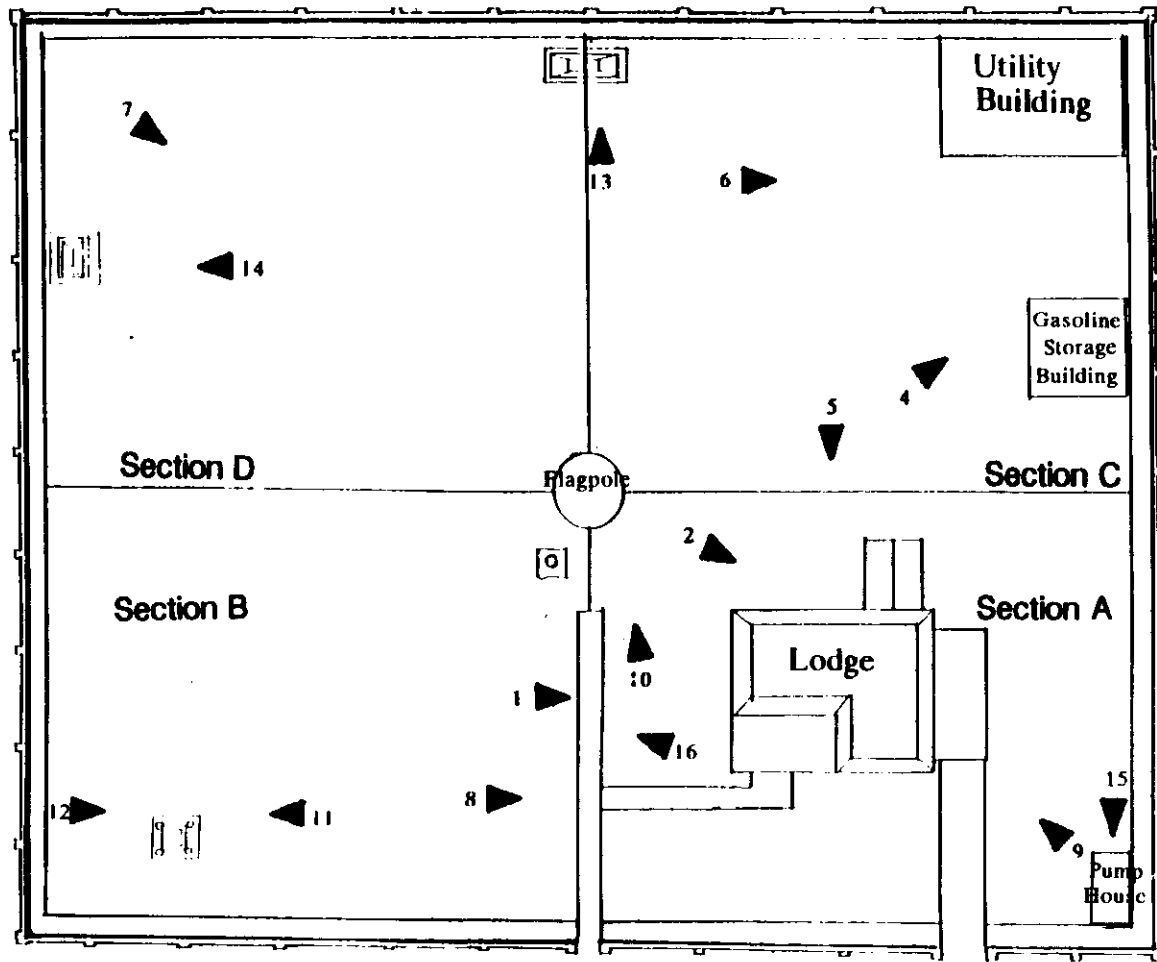 Utility
Building
7
13
6
14
Gasoline
Storage
Building
4
5
Section D
Flagpole
Section C
2
Section B
Section A
Lodge
10
1
16
15
8
12
11
9
Pump
House